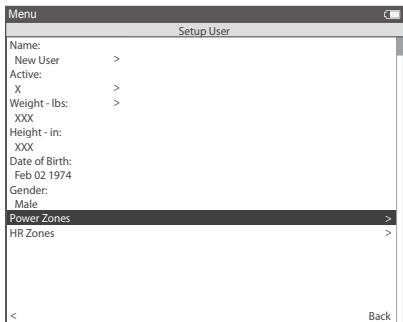 Menu
Setup User
Name:
New User >
Active:
X >
Weight - lbs: >
XXX
Height - in:
XXX
Date of Birth:
Feb 02 1974
Gender:
Male
Power Zones >
HR Zones >
< Back